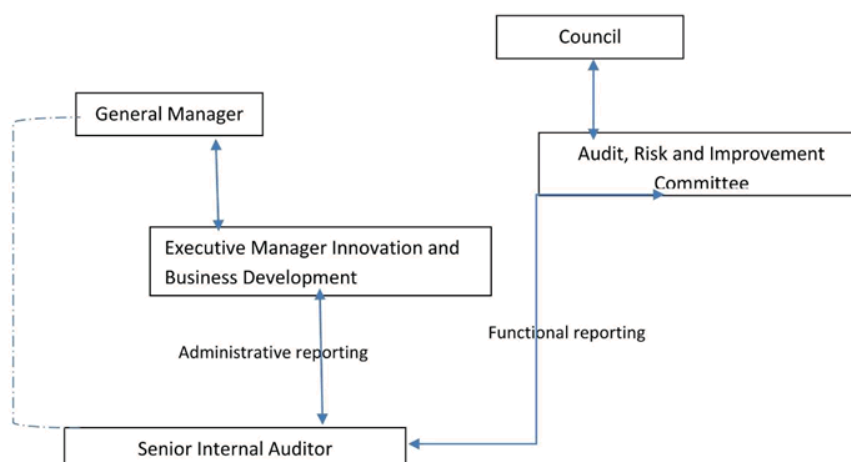 Council
General Manager
Audit, Risk and Improvement
Committee
Executive Manager Innovation and
Business Development
Functional reporting
Administrative reporting
Senior Internal Auditor